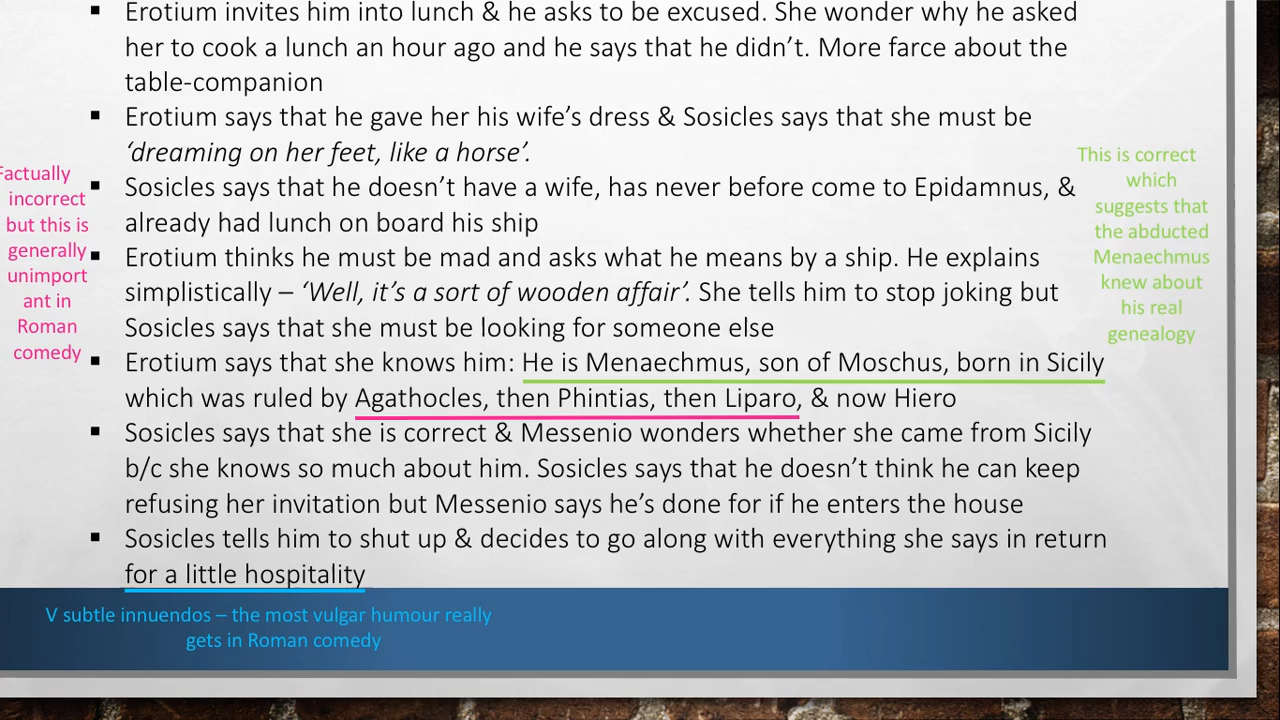 Erotium invites him into lunch & he asks to be excused. She wonder why he asked
her to cook a lunch an hour ago and he says that he didn’t. More farce about the
table-companion
Erotium says that he gave her his wife’s dress & Sosicles says that she must be
‘dreaming on her feet, like a horse’.
Sosicles says that he doesn’t have a wife, has never before come to Epidamnus, &
already had lunch on board his ship
Erotium thinks he must be mad and asks what he means by a ship. He explains
simplistically – ‘Well, it’s a sort of wooden affair’. She tells him to stop joking but
Sosicles says that she must be looking for someone else
Erotium says that she knows him: He is Menaechmus, son of Moschus, born in Sicily
which was ruled by Agathocles, then Phintias, then Liparo, & now Hiero
Sosicles says that she is correct & Messenio wonders whether she came from Sicily
b/c she knows so much about him. Sosicles says that he doesn’t think he can keep
refusing her invitation but Messenio says he’s done for if he enters the house
Sosicles tells him to shut up & decides to go along with everything she says in return
for a little hospitality
Factually
incorrect
but this is
generally
unimport
ant in
Roman
comedy
This is correct
which
suggests that
the abducted
Menaechmus
knew about
his real
genealogy
V subtle innuendos – the most vulgar humour really
gets in Roman comedy